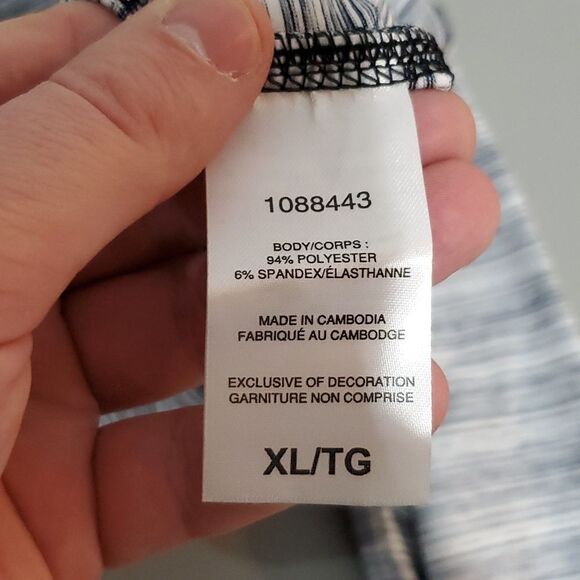 1088443
BODY/CORPS :
94% POLYESTER
6% SPANDEX/ÉLASTHANNE
MADE IN CAMBODIA
FABRIQUÉ AU CAMBODGE
EXCLUSIVE OF DECORATION
GARNITURE NON COMPRISE
XL/TG